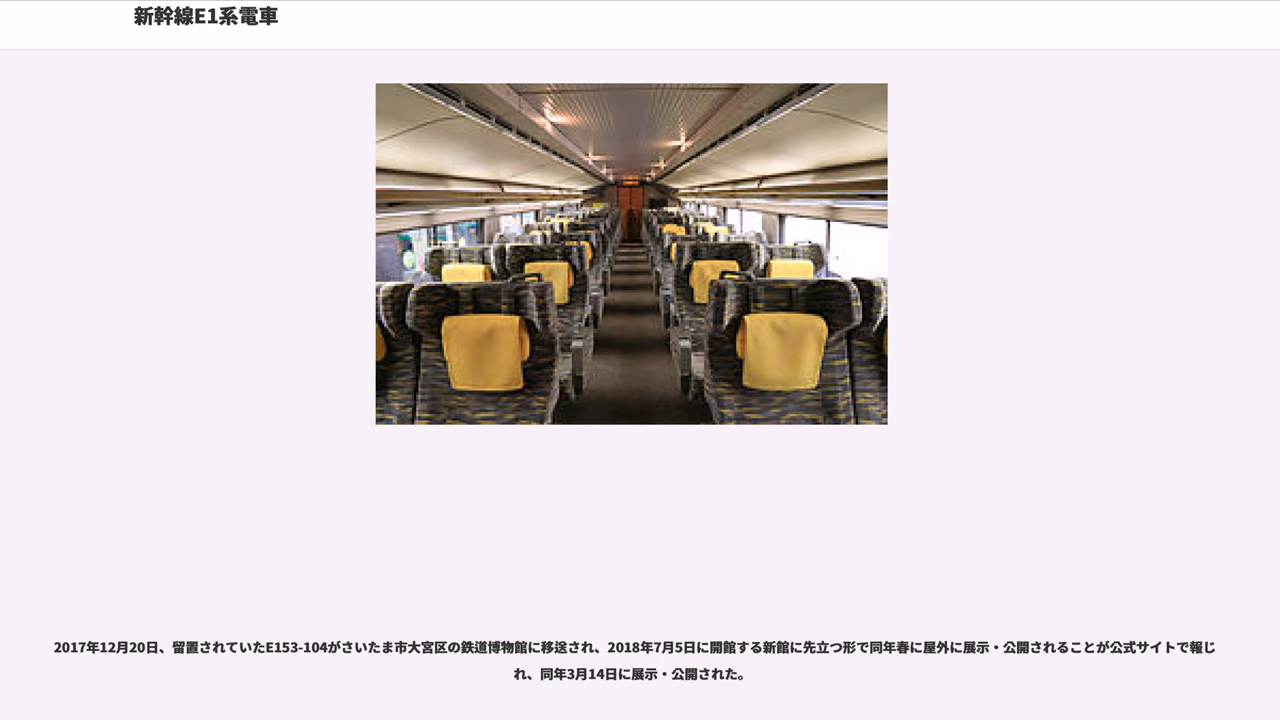 新幹線E1系電車
2017年12月20日、留置されていたE153-104がさいたま市大宮区の鉄道博物館に移送され、2018年7月5日に開館する新館に先立つ形で同年春に屋外に展示・公開されることが公式サイトで報じ
れ、同年3月14日に展示・公開された。